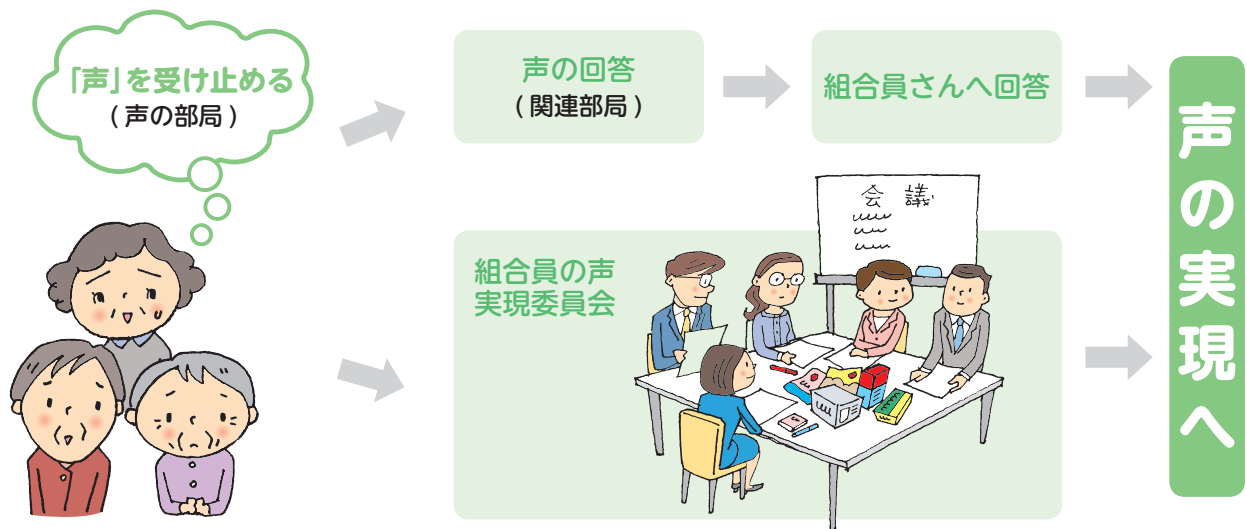 「声」を受け止める
(声の部局)
声の回答
(関連部局)
組合員さんへ回答
組合員の声
実現委員会
会議
声の実現へ